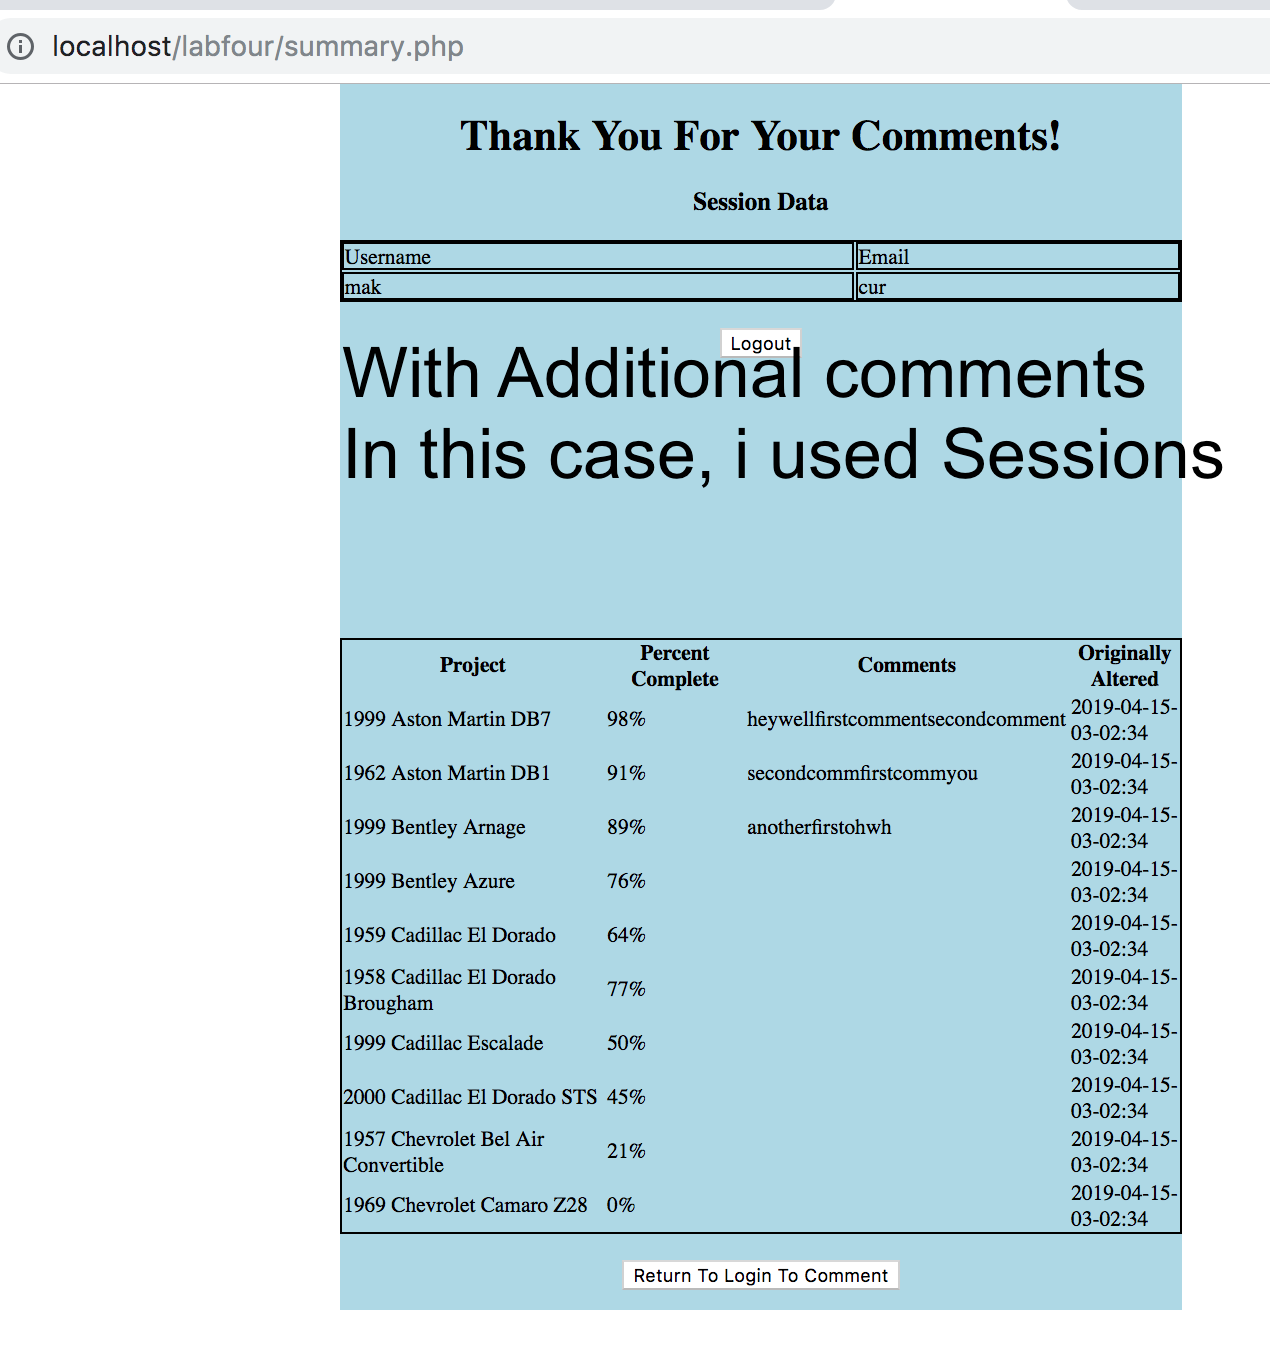 localhost/labfour/summary.php
Thank You For Your Comments!
Session Data
Username Email
mak cur
Logout
With Additional comments
In this case, i used Sessions
Project Percent Complete Comments Originally Altered
1999 Aston Martin DB7 98% heywellfirstcommentsecondcomment 2019-04-15-03-02:34
1962 Aston Martin DB1 91% secondcommfirstcommyou 2019-04-15-03-02:34
1999 Bentley Arnage 89% anotherfirstohwh 2019-04-15-03-02:34
1999 Bentley Azure 76% 2019-04-15-03-02:34
1959 Cadillac El Dorado 64% 2019-04-15-03-02:34
1958 Cadillac El Dorado Brougham 77% 2019-04-15-03-02:34
1999 Cadillac Escalade 50% 2019-04-15-03-02:34
2000 Cadillac El Dorado STS 45% 2019-04-15-03-02:34
1957 Chevrolet Bel Air Convertible 21% 2019-04-15-03-02:34
1969 Chevrolet Camaro Z28 0% 2019-04-15-03-02:34
Return To Login To Comment